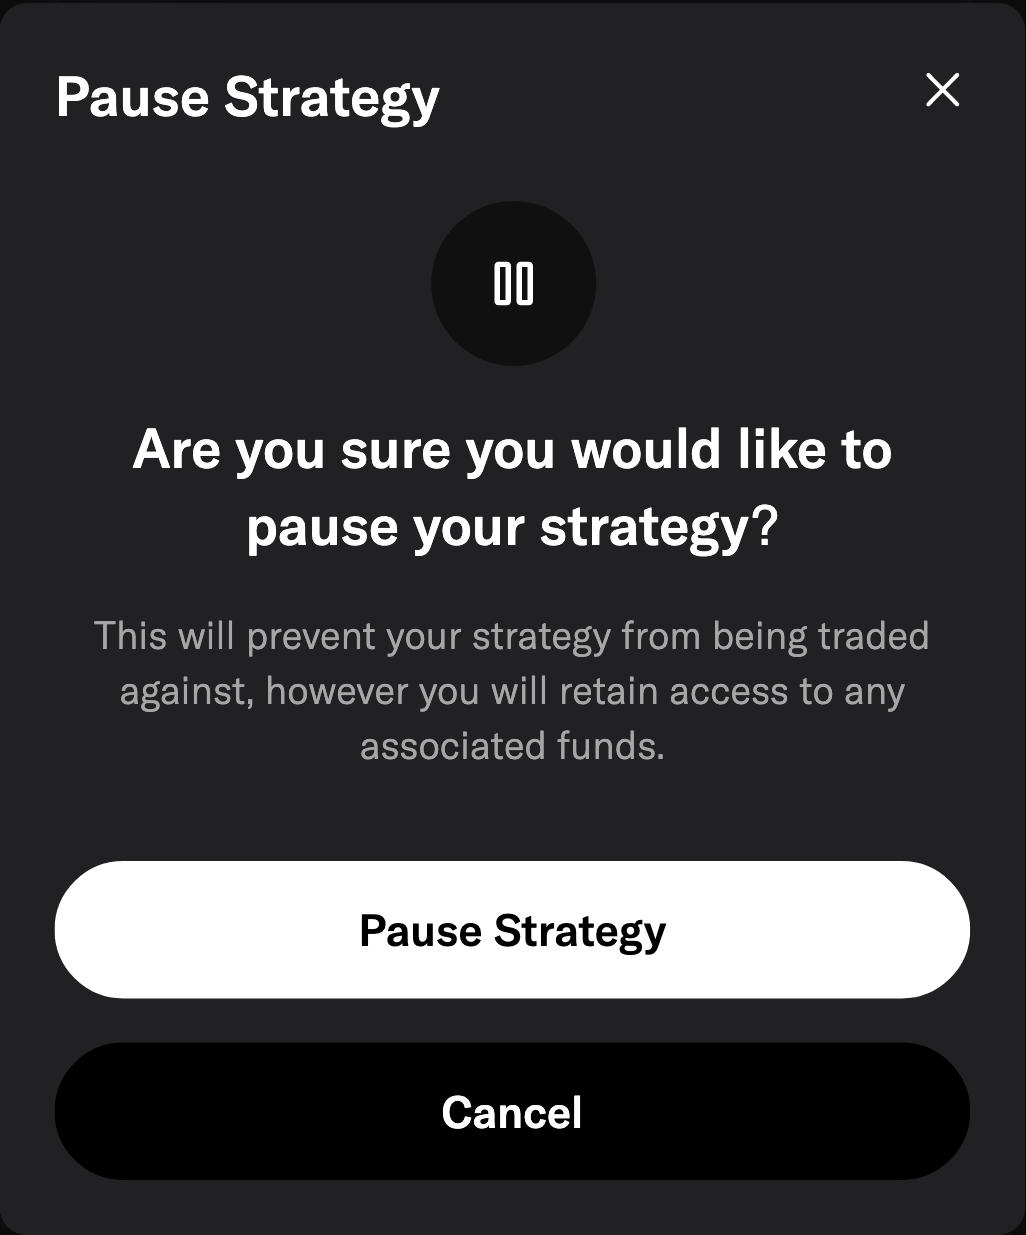 Pause Strategy
Are you sure you would like to
pause your strategy?
This will prevent your strategy from being traded
against, however you will retain access to any
associated funds.
Pause Strategy
Cancel